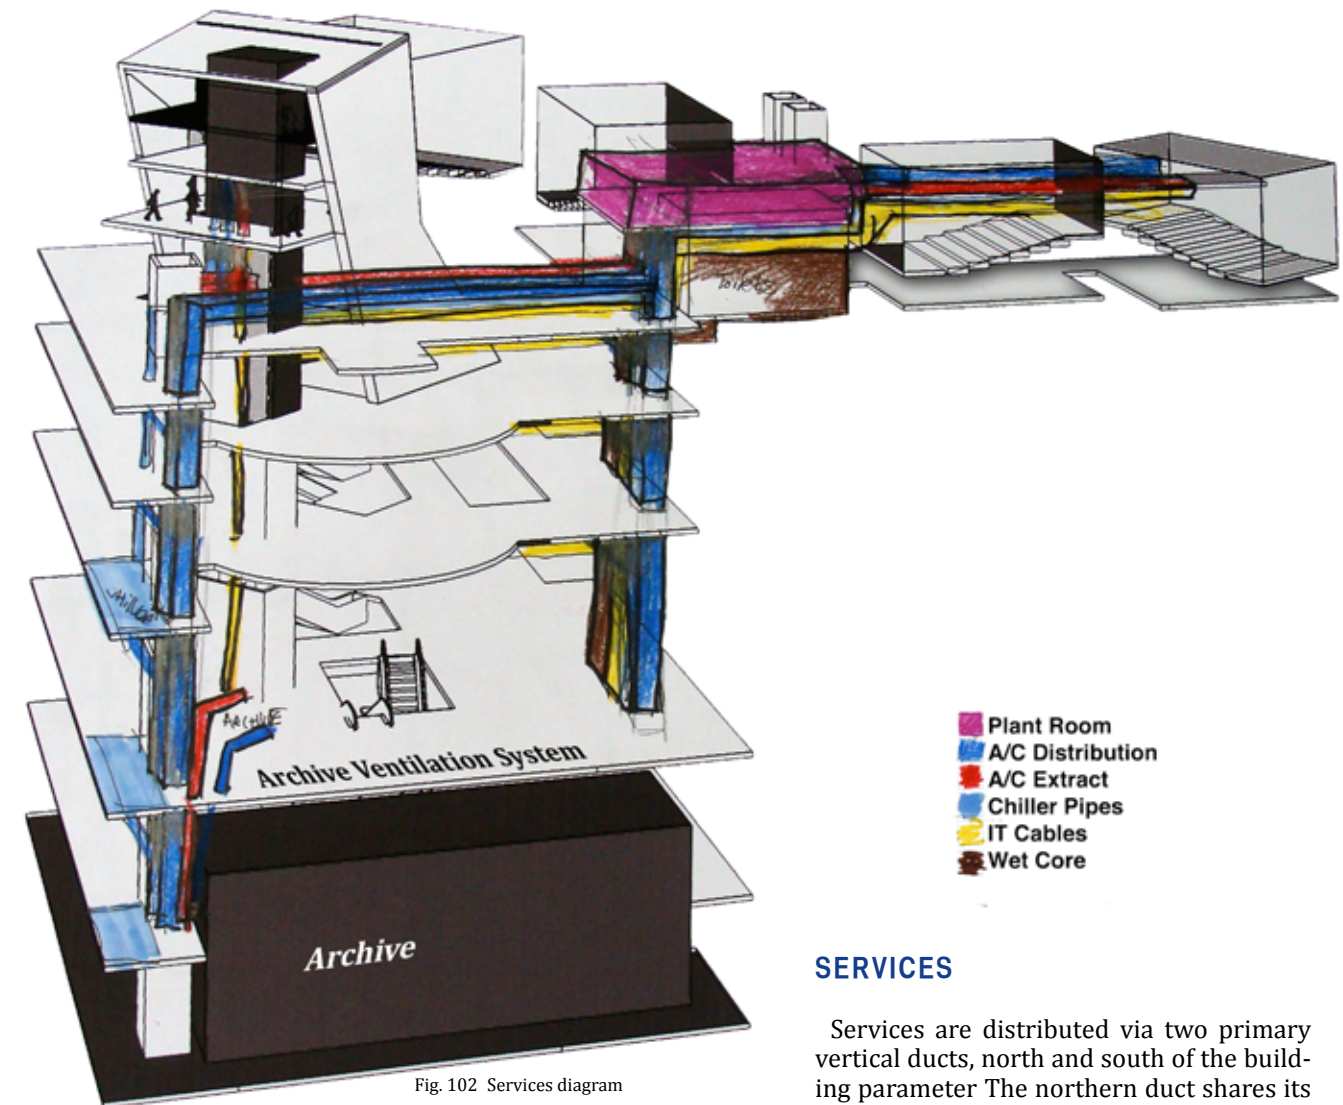 toilets
ARCHIVE
Archive Ventilation System
Plant Room
A/C Distribution
A/C Extract
Chiller Pipes
IT Cables
Wet Core
Archive
SERVICES
Services are distributed via two primary
vertical ducts, north and south of the build-
ing parameter The northern duct shares its
Fig. 102 Services diagram